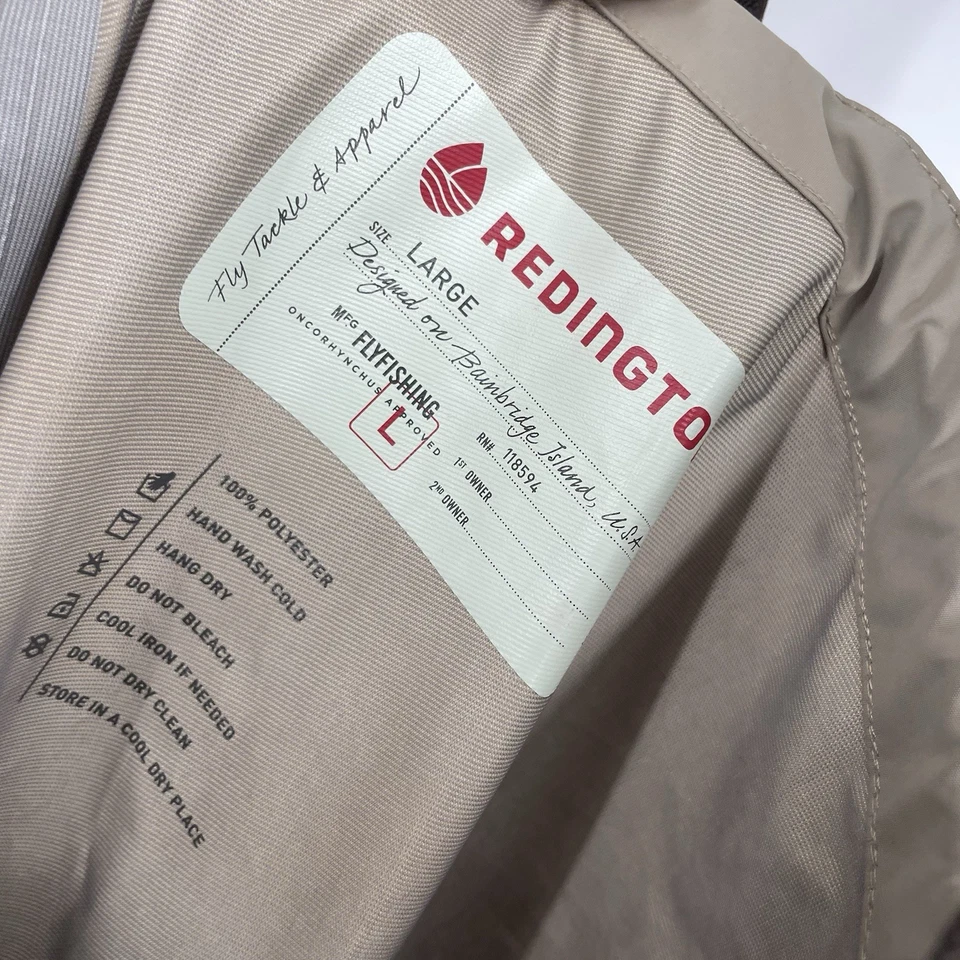 Fly Tackle & Apparel
REDINGTO
SIZE LARGE
Designed on Bainbridge Island, U.S.A.
MFG FLYFISHING
ONCORHYNCHUS APPROVED
L
RN#. 118594
1ST OWNER
2ND OWNER
100% POLYESTER
HAND WASH COLD
HANG DRY
DO NOT BLEACH
COOL IRON IF NEEDED
DO NOT DRY CLEAN
STORE IN A COOL DRY PLACE